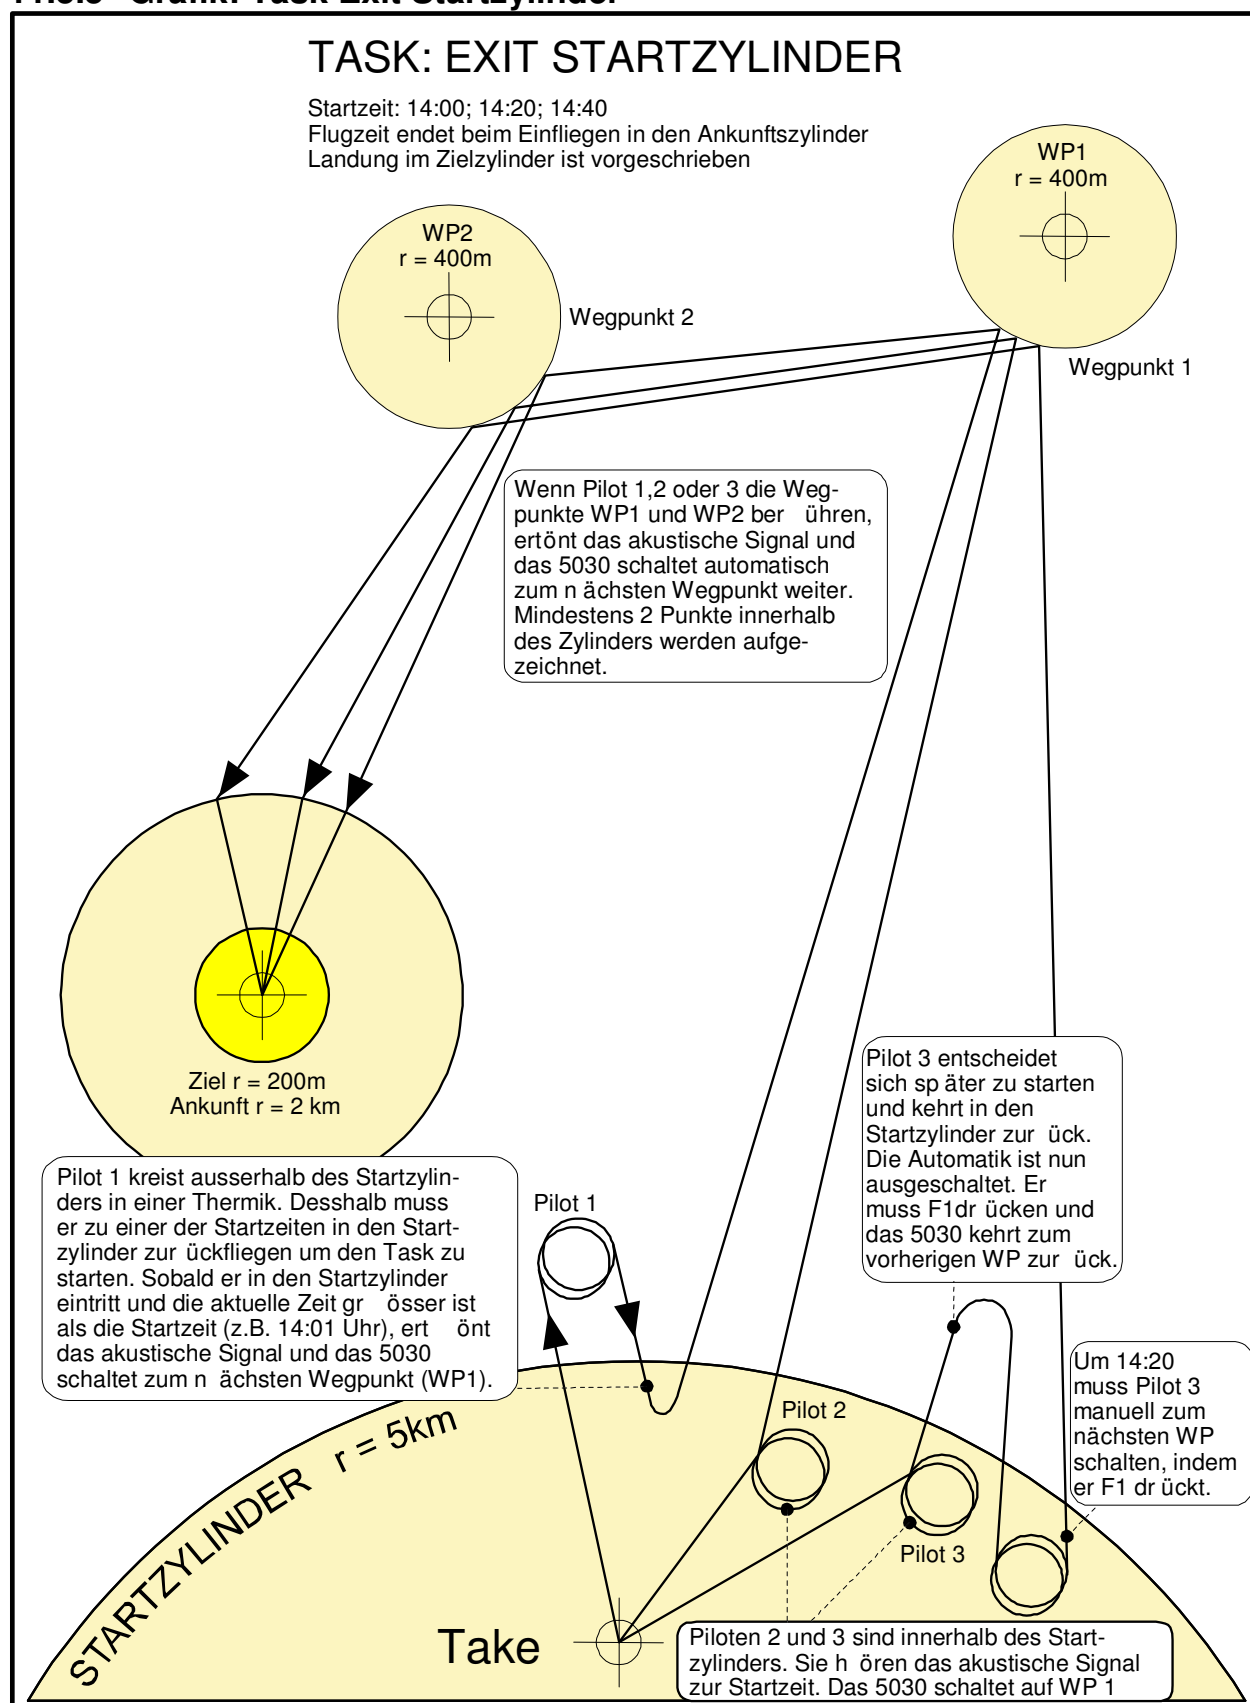 TASK: EXIT STARTZYLINDER
Startzeit: 14:00; 14:20; 14:40
Flugzeit endet beim Einfliegen in den Ankunftszylinder
Landung im Zielzylinder ist vorgeschrieben
WP1
r = 400m
WP2
r = 400m
Wegpunkt 2
Wegpunkt 1
Wenn Pilot 1,2 oder 3 die Weg-
punkte WP1 und WP2 ber ühren,
ertönt das akustische Signal und
das 5030 schaltet automatisch
zum n ächsten Wegpunkt weiter.
Mindestens 2 Punkte innerhalb
des Zylinders werden aufge-
zeichnet.
Ziel r = 200m
Ankunft r = 2 km
Pilot 3 entscheidet
sich sp äter zu starten
und kehrt in den
Startzylinder zur ück.
Die Automatik ist nun
ausgeschaltet. Er
muss F1dr ücken und
das 5030 kehrt zum
vorherigen WP zur ück.
Pilot 1 kreist ausserhalb des Startzylin-
ders in einer Thermik. Desshalb muss
er zu einer der Startzeiten in den Start-
zylinder zur ückfliegen um den Task zu
starten. Sobald er in den Startzylinder
eintritt und die aktuelle Zeit gr össer ist
als die Startzeit (z.B. 14:01 Uhr), ert önt
das akustische Signal und das 5030
schaltet zum n ächsten Wegpunkt (WP1).
Pilot 1
Um 14:20
muss Pilot 3
manuell zum
nächsten WP
schalten, indem
er F1 dr ückt.
Pilot 2
Pilot 3
STARTZYLINDER r = 5km
Take
Piloten 2 und 3 sind innerhalb des Start-
zylinders. Sie h ören das akustische Signal
zur Startzeit. Das 5030 schaltet auf WP 1